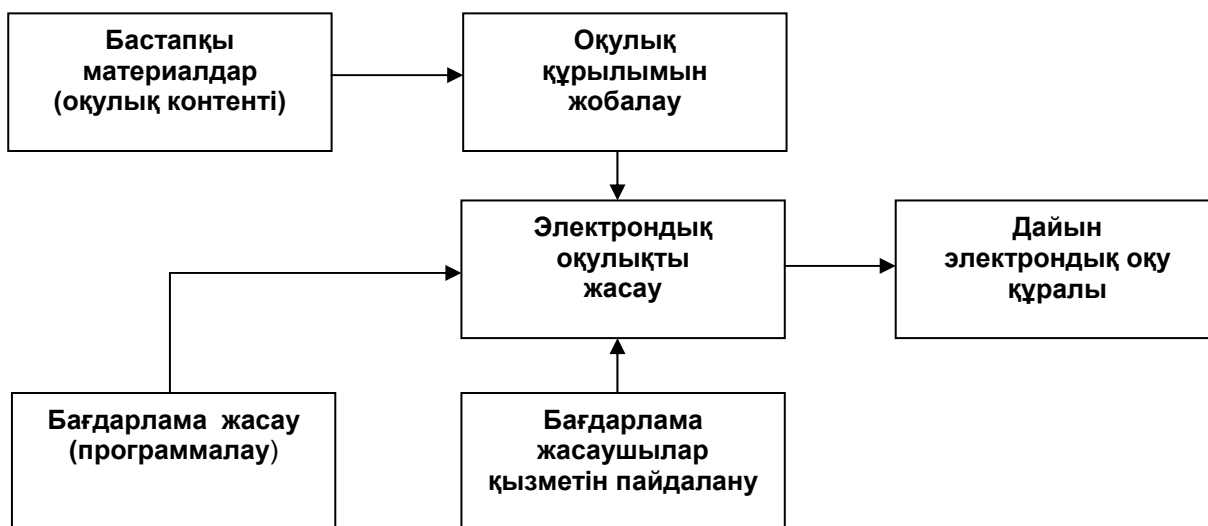 Бастапқы
материалдар
(оқулық контенті)
Оқулық
құрылымын
жобалау
Электрондық
оқулықты
жасау
Дайын
электрондық оқу
құралы
Бағдарлама жасау
(программалау)
Бағдарлама
жасаушылар
қызметін пайдалану